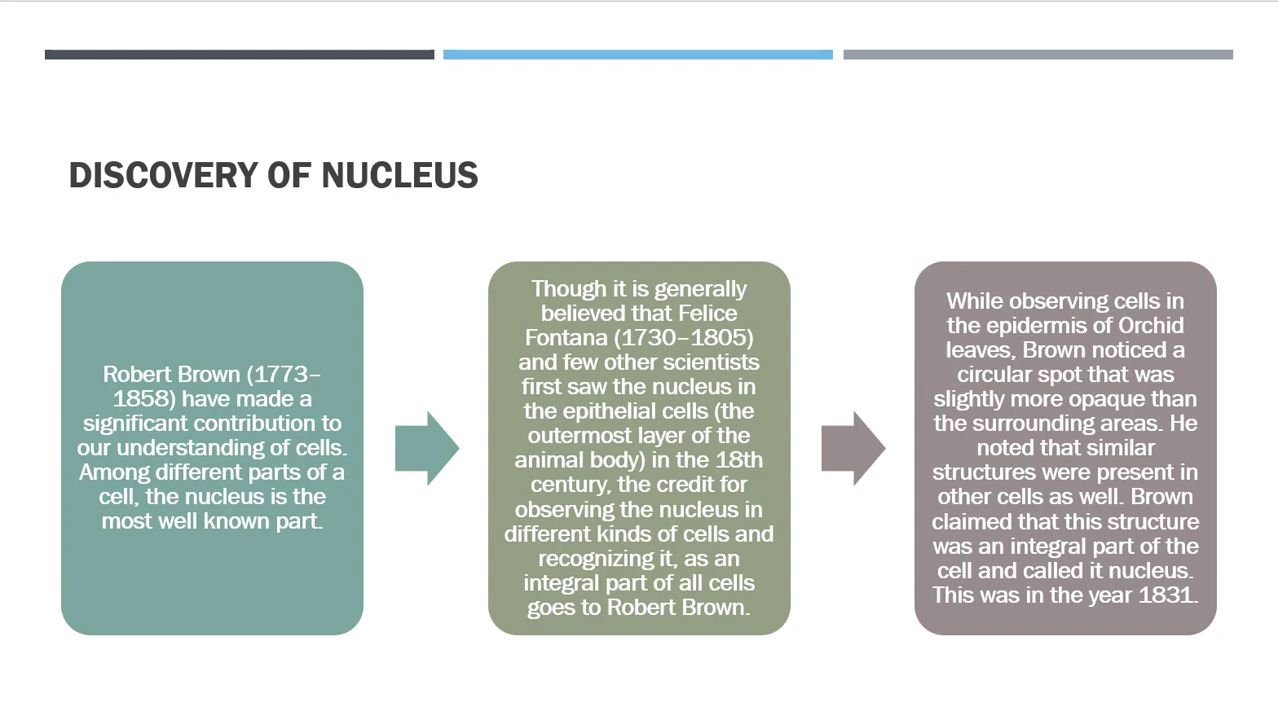 DISCOVERY OF NUCLEUS
Robert Brown (1773–
1858) have made a
significant contribution to
our understanding of cells.
Among different parts of a
cell, the nucleus is the
most well known part.
Though it is generally
believed that Felice
Fontana (1730–1805)
and few other scientists
first saw the nucleus in
the epithelial cells (the
outermost layer of the
animal body) in the 18th
century, the credit for
observing the nucleus in
different kinds of cells and
recognizing it, as an
integral part of all cells
goes to Robert Brown.
While observing cells in
the epidermis of Orchid
leaves, Brown noticed a
circular spot that was
slightly more opaque than
the surrounding areas. He
noted that similar
structures were present in
other cells as well. Brown
claimed that this structure
was an integral part of the
cell and called it nucleus.
This was in the year 1831.